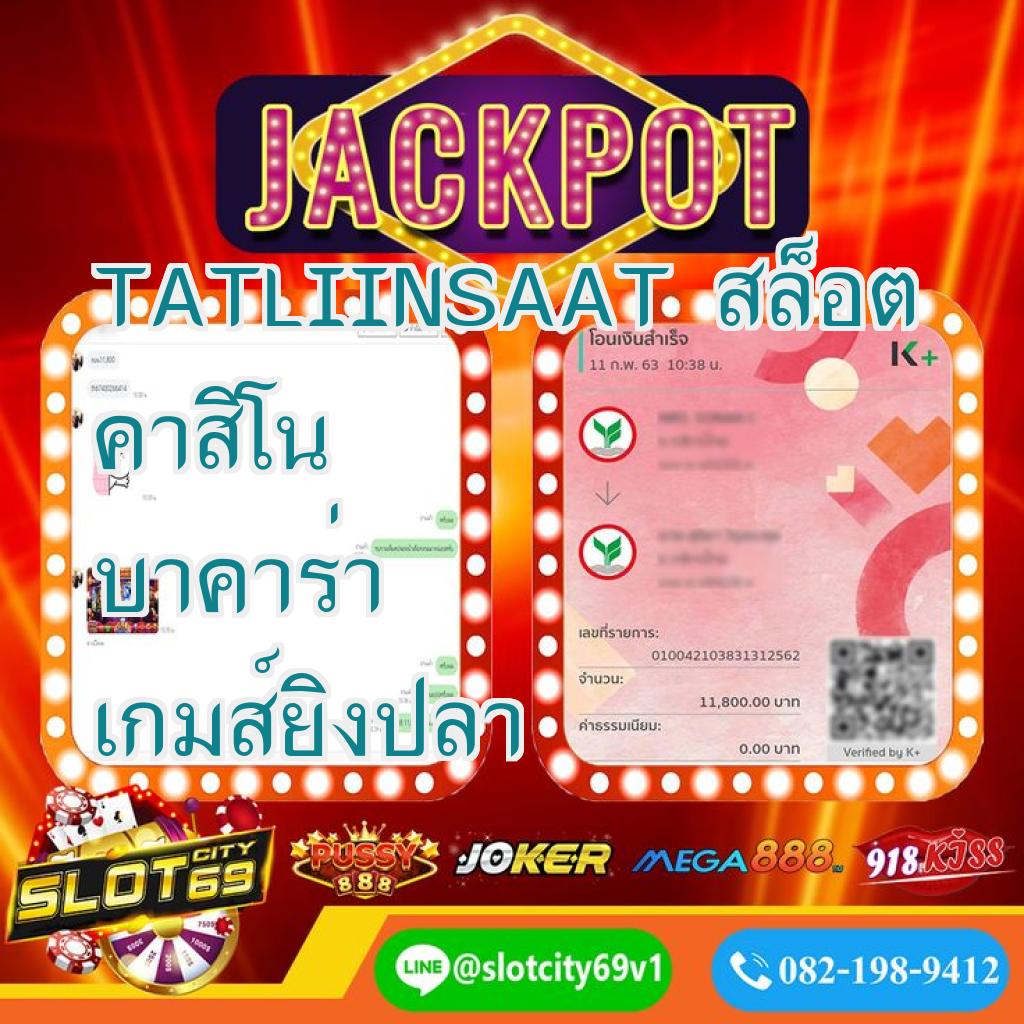 JACKPOT
TATLIINSAAT สล็อต
คาสิโน
บาคาร่า
เกมส์ยิงปลา
โอนเงินสำเร็จ
11 ก.พ. 63 10:38 น.
K+
เลขที่รายการ:
010042103831312562
จำนวน:
11,800.00 บาท
ค่าธรรมเนียม:
0.00 บาท
Verified by K+
SLOT CITY 69
PUSSY 888
JOKER
MEGA888
918KISS
LINE @slotcity69v1
082-198-9412